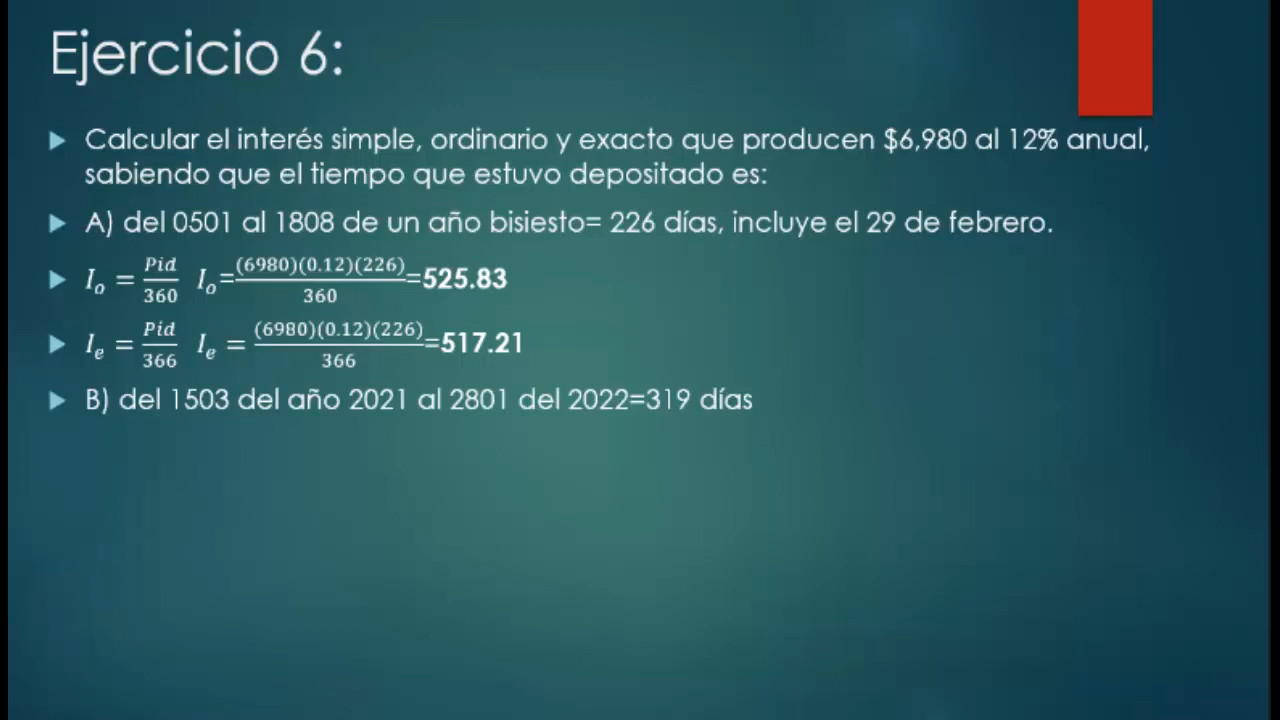 Ejercicio 6:
Calcular el interés simple, ordinario y exacto que producen $6,980 al 12% anual,
sabiendo que el tiempo que estuvo depositado es:
A) del 0501 al 1808 de un año bisiesto= 226 días, incluye el 29 de febrero.
I_o = Pid/360 I_o=(6980)(0.12)(226)/360=525.83
I_e = Pid/366 I_e = (6980)(0.12)(226)/366=517.21
B) del 1503 del año 2021 al 2801 del 2022=319 días